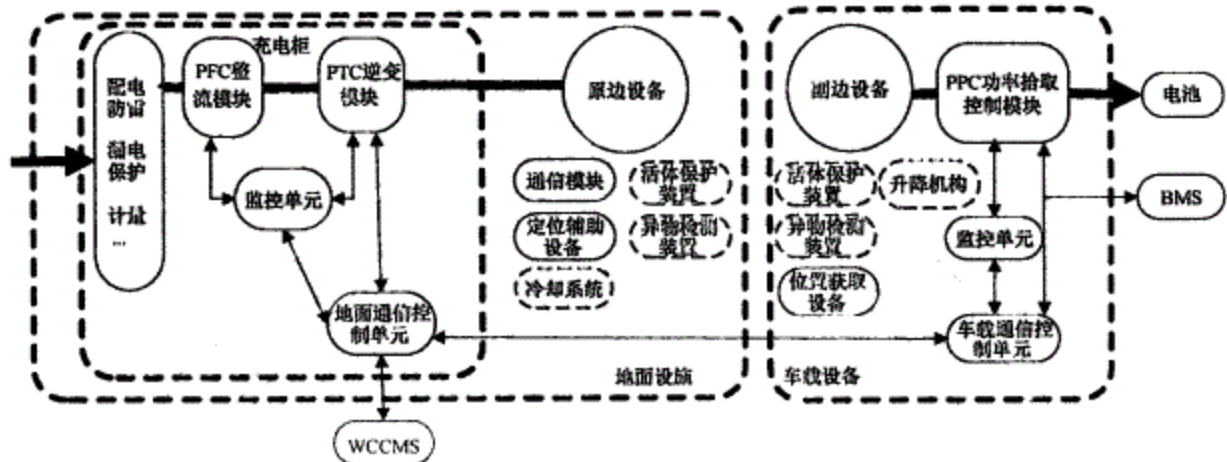 充电柜
配电
防雷
漏电
保护
计量
...
PFC整
流模块
PTC逆变
模块
监控单元
地面通信控
制单元
WCCMS
原边设备
通信模块
活体保护
装置
定位辅助
设备
异物检测
装置
冷却系统
地面设施
副边设备
PPC功率拾取
控制模块
电池
活体保护
装置
升降机构
BMS
异物检测
装置
监控单元
位置获取
设备
车载通信控
制单元
车载设备